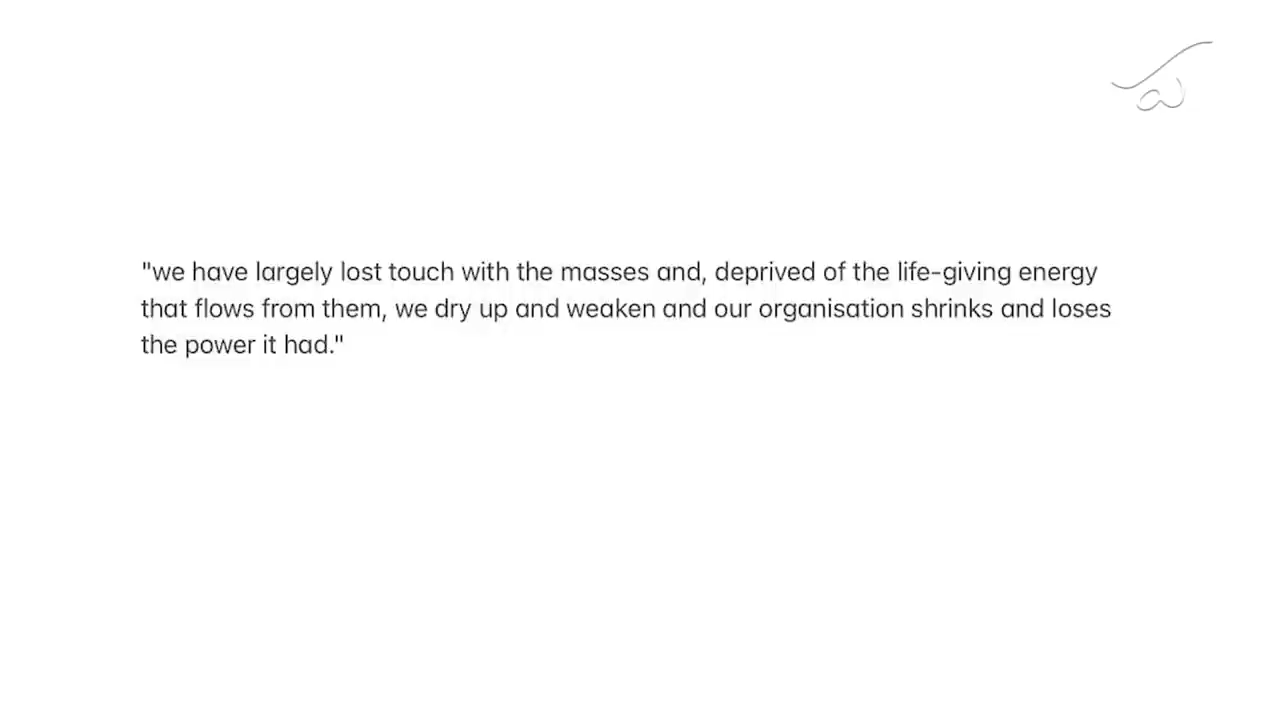 "we have largely lost touch with the masses and, deprived of the life-giving energy
that flows from them, we dry up and weaken and our organisation shrinks and loses
the power it had."